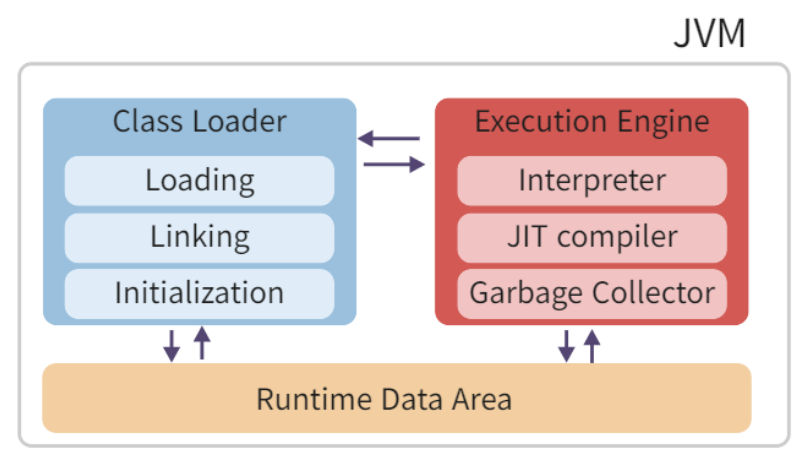 JVM
Class Loader
Loading
Linking
Initialization
Execution Engine
Interpreter
JIT compiler
Garbage Collector
Runtime Data Area